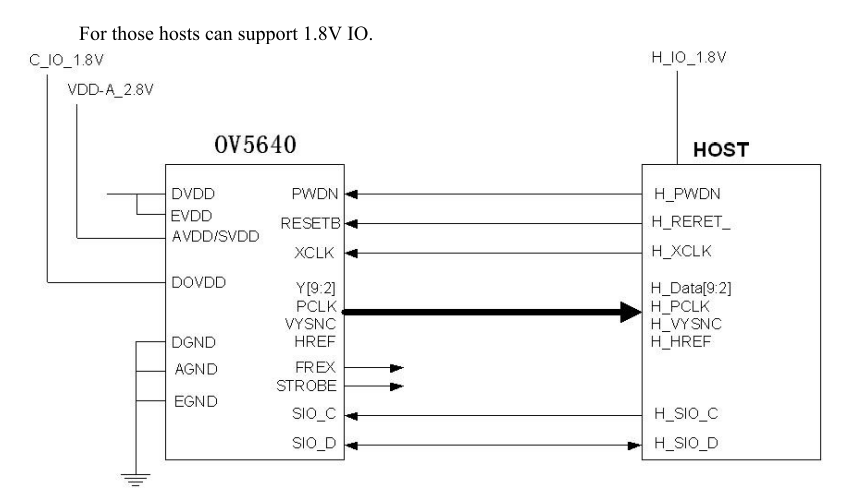 For those hosts can support 1.8V IO.
C_IO_1.8V
VDD-A_2.8V
H_IO_1.8V
OV5640
HOST
DVDD
EVDD
AVDD/SVDD
DOVDD
DGND
AGND
EGND
PWDN
RESETB
XCLK
Y[9:2]
PCLK
VYSNC
HREF
FREX
STROBE
SIO_C
SIO_D
H_PWDN
H_RERET_
H_XCLK
H_Data[9:2]
H_PCLK
H_VYSNC
H_HREF
H_SIO_C
H_SIO_D